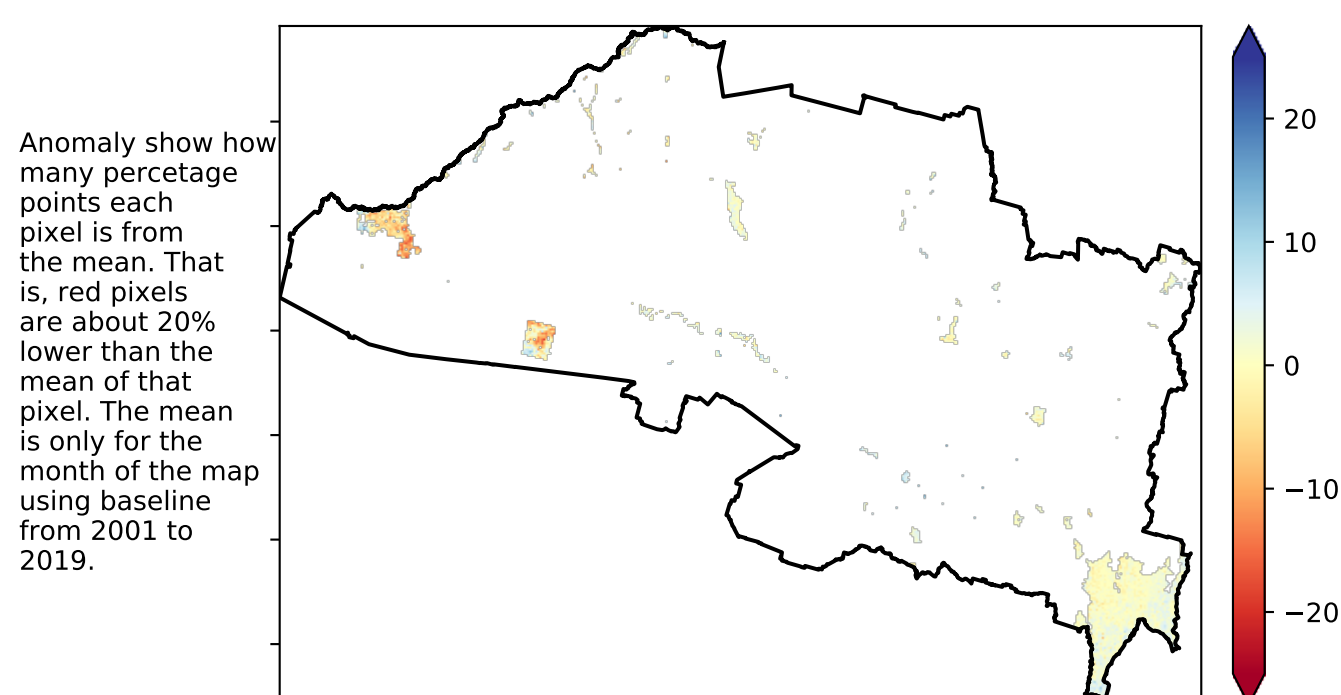 Anomaly show how
many percetage
points each
pixel is from
the mean. That
is, red pixels
are about 20%
lower than the
mean of that
pixel. The mean
is only for the
month of the map
using baseline
from 2001 to
2019.
20
10
0
−10
−20